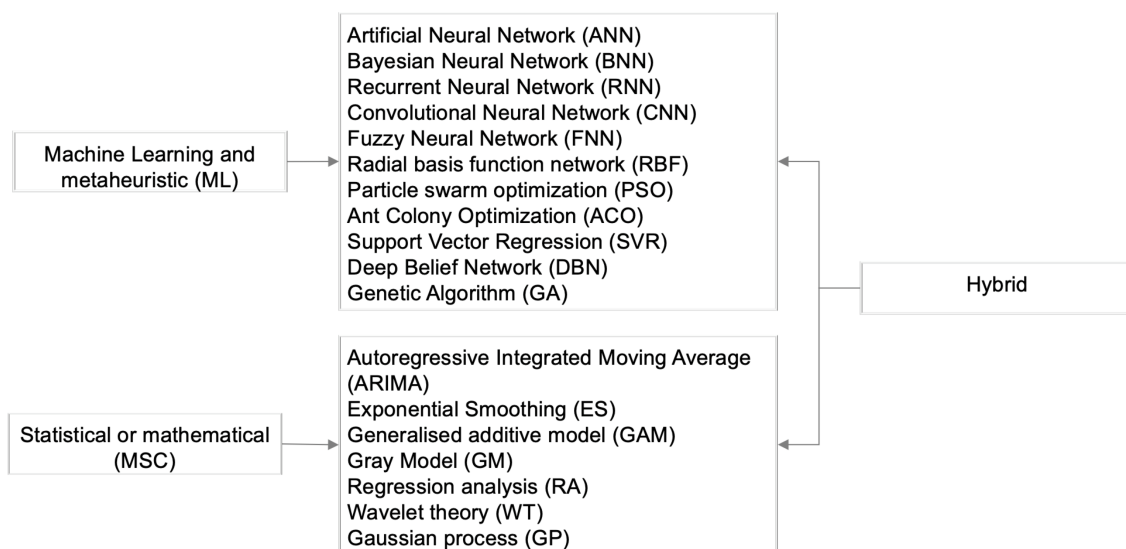 Machine Learning and
metaheuristic (ML)
Artificial Neural Network (ANN)
Bayesian Neural Network (BNN)
Recurrent Neural Network (RNN)
Convolutional Neural Network (CNN)
Fuzzy Neural Network (FNN)
Radial basis function network (RBF)
Particle swarm optimization (PSO)
Ant Colony Optimization (ACO)
Support Vector Regression (SVR)
Deep Belief Network (DBN)
Genetic Algorithm (GA)
Hybrid
Statistical or mathematical
(MSC)
Autoregressive Integrated Moving Average
(ARIMA)
Exponential Smoothing (ES)
Generalised additive model (GAM)
Gray Model (GM)
Regression analysis (RA)
Wavelet theory (WT)
Gaussian process (GP)